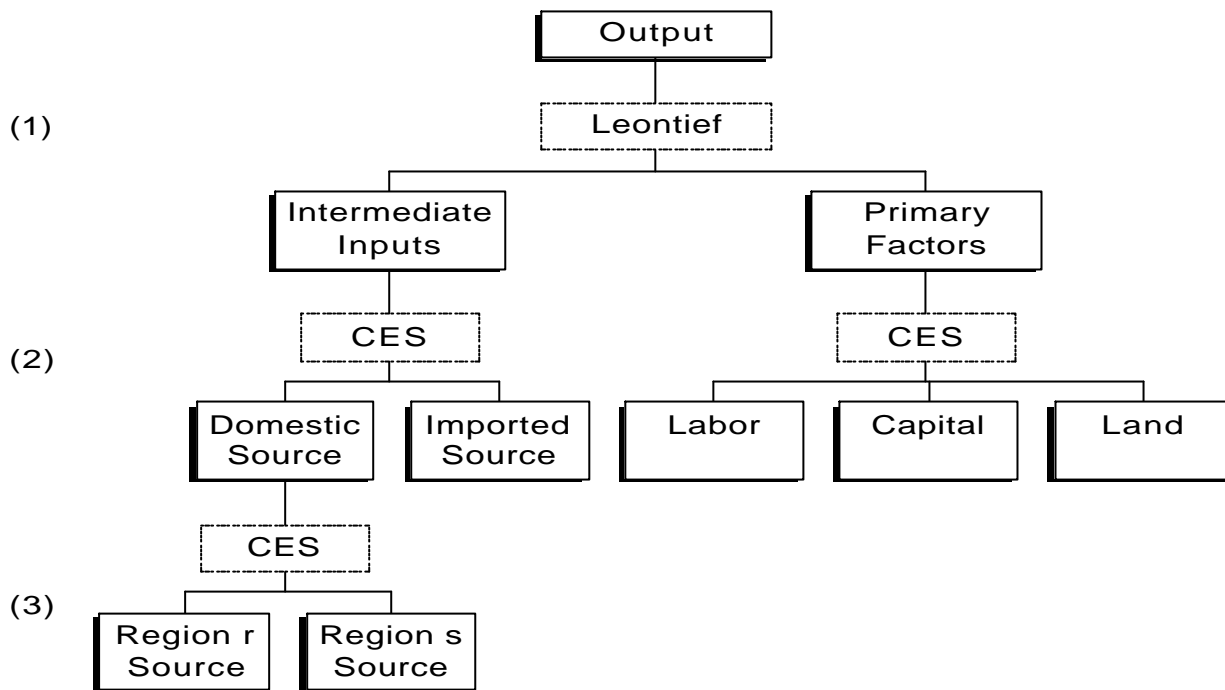 Output
(1)
Leontief
Intermediate
Inputs
Primary
Factors
CES
CES
(2)
Domestic
Source
Imported
Source
Labor
Capital
Land
CES
(3)
Region r
Source
Region s
Source